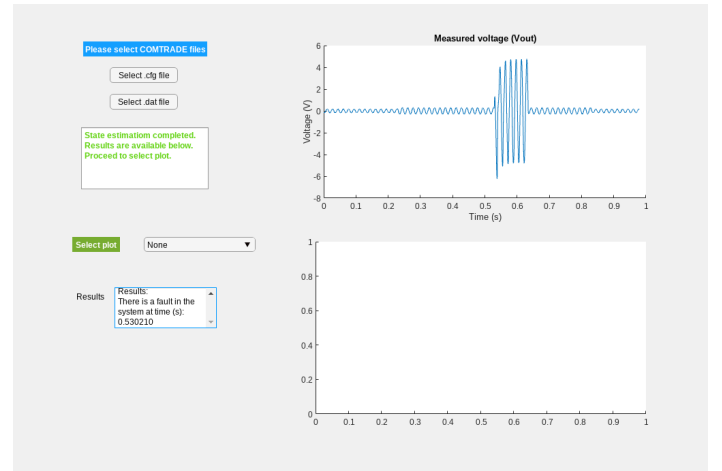 Please select COMTRADE files
Select .cfg file
Select .dat file
State estimatiom completed.
Results are available below.
Proceed to select plot.
Measured voltage (Vout)
Voltage (V)
6
4
2
0
-2
-4
-6
-8
0 0.1 0.2 0.3 0.4 0.5 0.6 0.7 0.8 0.9 1
Time (s)
Select plot
None
Results
Results:
There is a fault in the
system at time (s):
0.530210
1
0.8
0.6
0.4
0.2
0
0 0.1 0.2 0.3 0.4 0.5 0.6 0.7 0.8 0.9 1